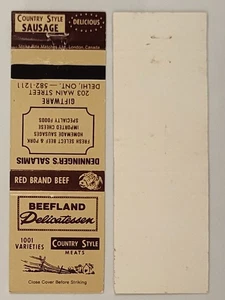 COUNTRY STYLE
SAUSAGE
DELICIOUS
London, Canada
DELHI, ONT. — 582-1211
203 MAIN STREET
GIFTWARE
SPECIALTY FOODS
IMPORTED CHEESE
HOMEMADE SAUSAGES
FRESH SELECT BEEF & PORK
DENNINGER'S SALAMIS
RED BRAND BEEF
BEEFLAND
Delicatessen
1001
VARIETIES
COUNTRY STYLE
MEATS
Close Cover Before Striking